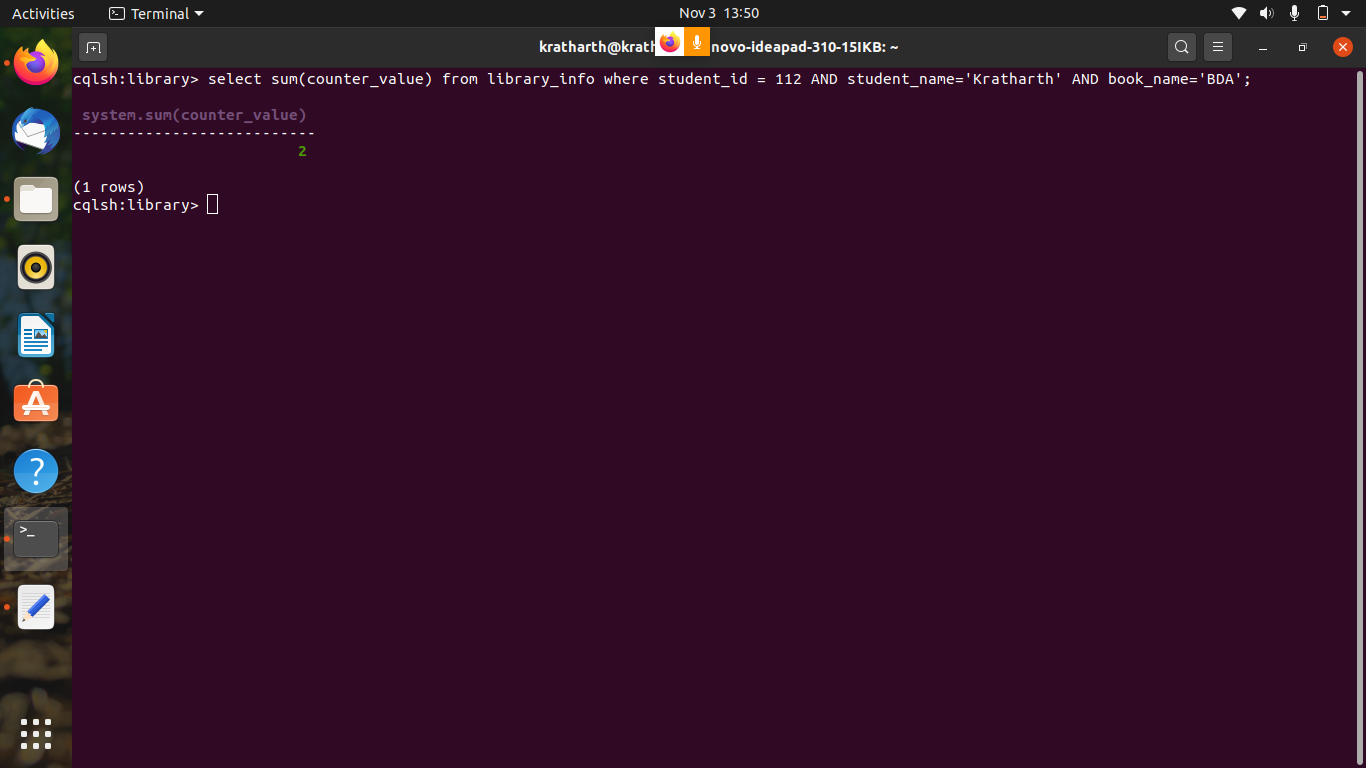 Activities Terminal Nov 3 13:50
kratharth@krath novo-ideapad-310-15IKB: ~
cqlsh:library> select sum(counter_value) from library_info where student_id = 112 AND student_name='Kratharth' AND book_name='BDA';
system.sum(counter_value)
---------------------------
2
(1 rows)
cqlsh:library>